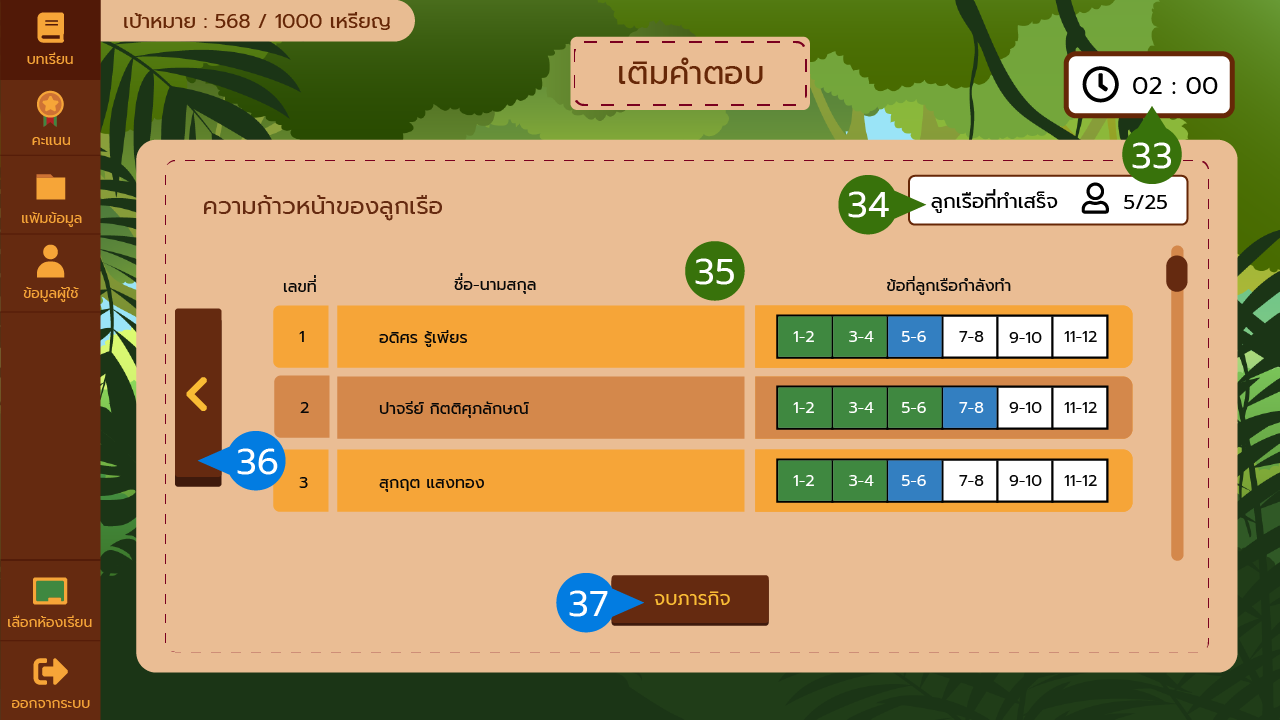 บทเรียน
คะแนน
แฟ้มข้อมูล
ข้อมูลผู้ใช้
เลือกห้องเรียน
ออกจากระบบ
เป้าหมาย : 568 / 1000 เหรียญ
เติมคำตอบ
02 : 00
33
ความก้าวหน้าของลูกเรือ
34
ลูกเรือที่ทำเสร็จ 5/25
35
เลขที่ ชื่อ-นามสกุล ข้อที่ลูกเรือกำลังทำ
1 อดิศร รู้เพียร 1-2 3-4 5-6 7-8 9-10 11-12
2 ปาจรีย์ กิตติศุภลักษณ์ 1-2 3-4 5-6 7-8 9-10 11-12
36
3 สุกฤต แสงทอง 1-2 3-4 5-6 7-8 9-10 11-12
37
จบภารกิจ